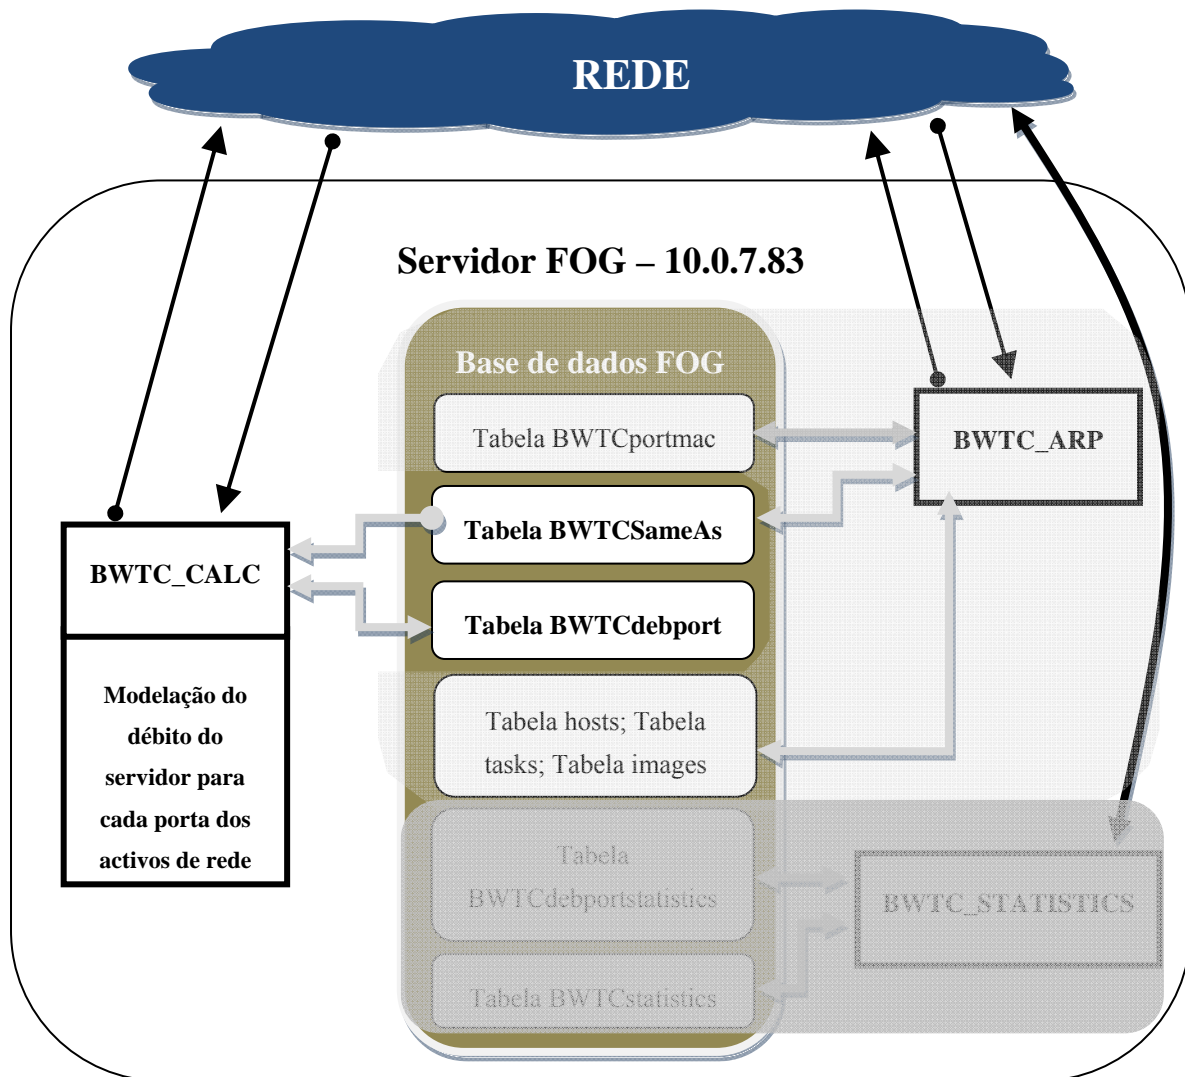 REDE
Servidor FOG – 10.0.7.83
Base de dados FOG
Tabela BWTCportmac
BWTC_ARP
Tabela BWTCSameAs
BWTC_CALC
Tabela BWTCdebport
Modelação do
débito do
servidor para
cada porta dos
activos de rede
Tabela hosts; Tabela
tasks; Tabela images
Tabela
BWTCdebportstatistics
BWTC_STATISTICS
Tabela BWTCstatistics